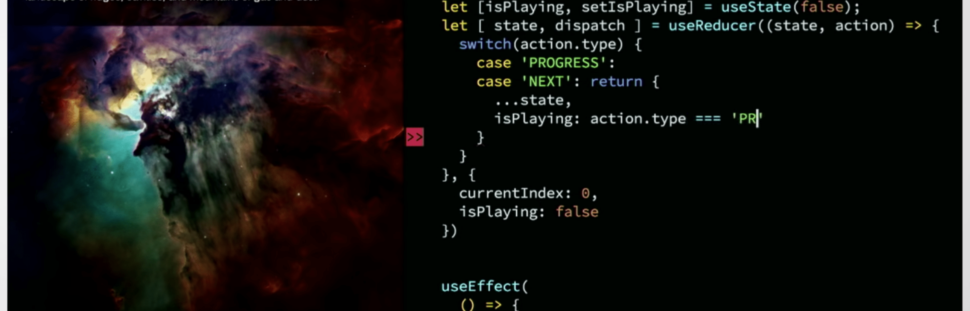 let [isPlaying, setIsPlaying] = useState(false);
let [ state, dispatch ] = useReducer((state, action) => {
switch(action.type) {
case 'PROGRESS':
case 'NEXT': return {
...state,
isPlaying: action.type === 'PR'
>>
}
}
}, {
currentIndex: 0,
isPlaying: false
})
useEffect(
() => {